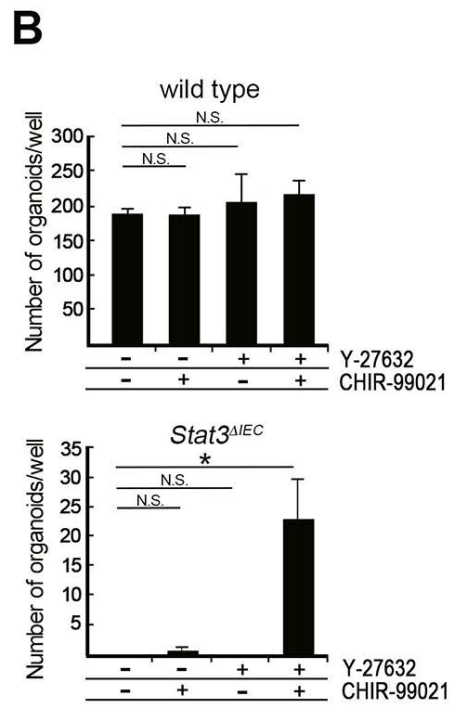 B
wild type
Number of organoids/well
300
250
200
150
100
50
N.S.
N.S.
N.S.
- - + + Y-27632
- + - + CHIR-99021
Stat3ΔIEC
Number of organoids/well
35
30
25
20
15
10
5
*
N.S.
N.S.
- - + + Y-27632
- + - + CHIR-99021